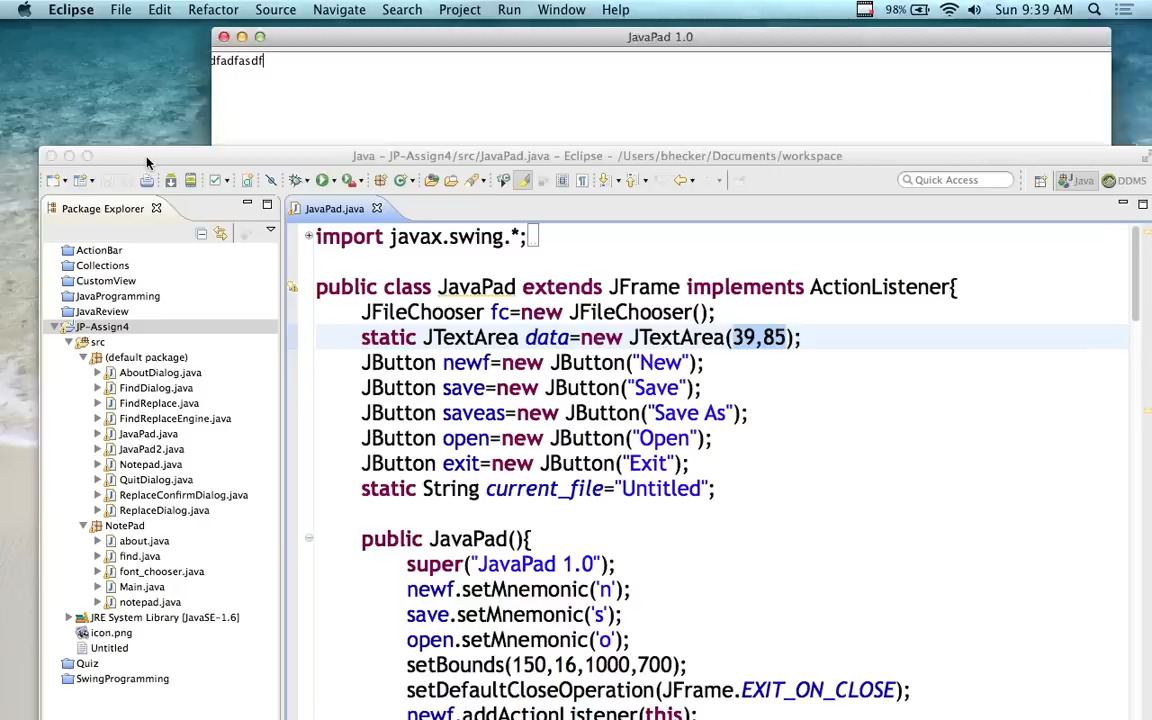 Eclipse File Edit Refactor Source Navigate Search Project Run Window Help 98% Sun 9:39 AM
JavaPad 1.0
dfadfasdf
Java - JP-Assign4/src/JavaPad.java - Eclipse - /Users/bhecker/Documents/workspace
Quick Access Java DDMS
Package Explorer JavaPad.java
ActionBar
Collections
CustomView
JavaProgramming
JavaReview
JP-Assign4
src
(default package)
AboutDialog.java
FindDialog.java
FindReplace.java
FindReplaceEngine.java
JavaPad.java
JavaPad2.java
Notepad.java
QuitDialog.java
ReplaceConfirmDialog.java
ReplaceDialog.java
NotePad
about.java
find.java
font_chooser.java
Main.java
notepad.java
JRE System Library [JavaSE-1.6]
icon.png
Untitled
Quiz
SwingProgramming
import javax.swing.*;
public class JavaPad extends JFrame implements ActionListener{
JFileChooser fc=new JFileChooser();
static JTextArea data=new JTextArea(39,85);
JButton newf=new JButton("New");
JButton save=new JButton("Save");
JButton saveas=new JButton("Save As");
JButton open=new JButton("Open");
JButton exit=new JButton("Exit");
static String current_file="Untitled";
public JavaPad(){
super("JavaPad 1.0");
newf.setMnemonic('n');
save.setMnemonic('s');
open.setMnemonic('o');
setBounds(150,16,1000,700);
setDefaultCloseOperation(JFrame.EXIT_ON_CLOSE);
newf.addActionListener(this);